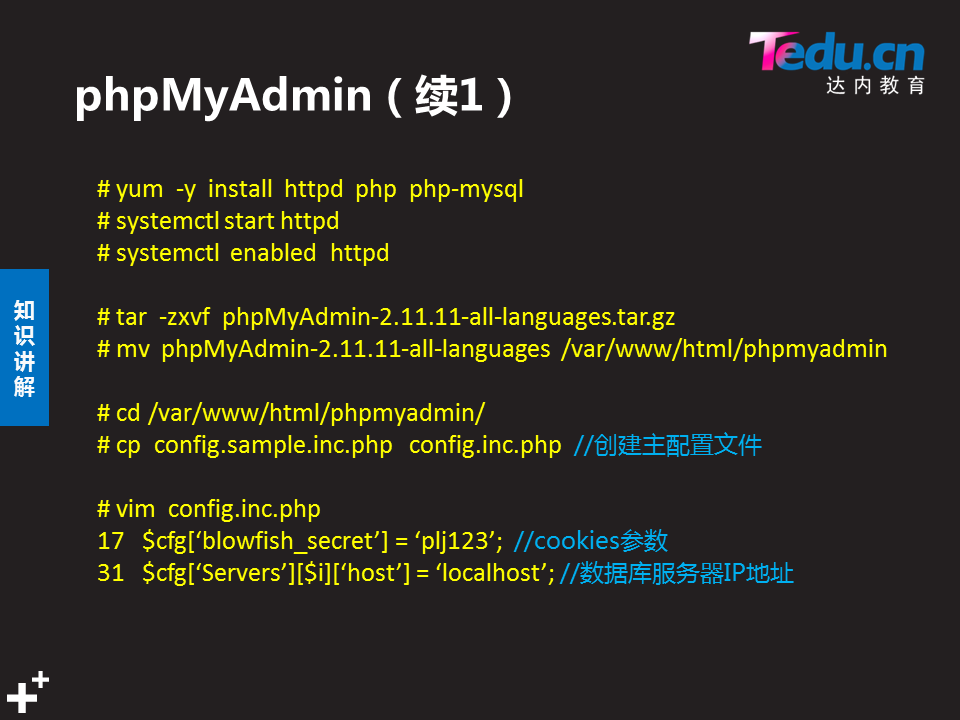 Tedu.cn
达内教育
phpMyAdmin（续1）
# yum -y install httpd php php-mysql
# systemctl start httpd
# systemctl enabled httpd
# tar -zxvf phpMyAdmin-2.11.11-all-languages.tar.gz
# mv phpMyAdmin-2.11.11-all-languages /var/www/html/phpmyadmin
# cd /var/www/html/phpmyadmin/
# cp config.sample.inc.php config.inc.php //创建主配置文件
# vim config.inc.php
17 $cfg[‘blowfish_secret’] = ‘plj123’; //cookies参数
31 $cfg[‘Servers’][$i][‘host’] = ‘localhost’; //数据库服务器IP地址
知识讲解